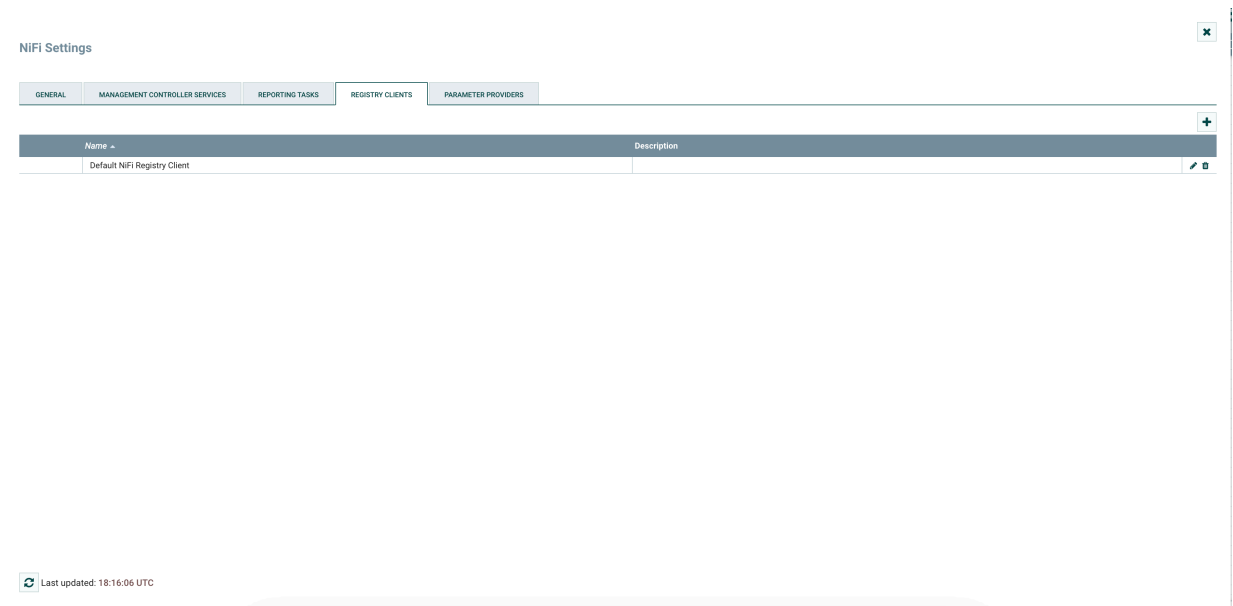 NiFi Settings
GENERAL MANAGEMENT CONTROLLER SERVICES REPORTING TASKS REGISTRY CLIENTS PARAMETER PROVIDERS
Name Description
Default NiFi Registry Client
Last updated: 18:16:06 UTC